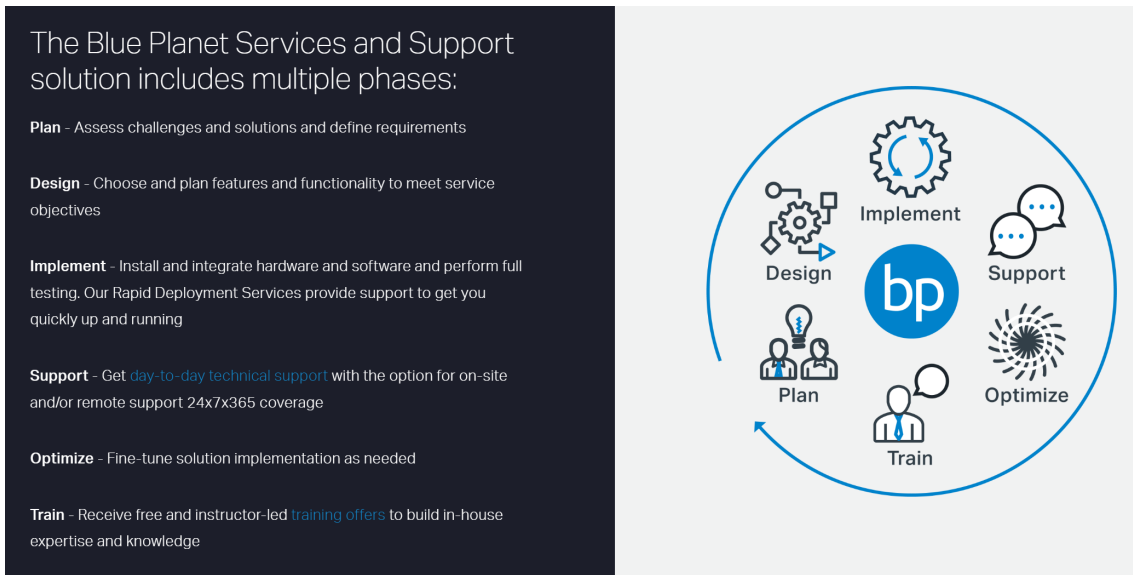 The Blue Planet Services and Support
solution includes multiple phases:
Plan - Assess challenges and solutions and define requirements
Design - Choose and plan features and functionality to meet service
objectives
Implement - Install and integrate hardware and software and perform full
testing. Our Rapid Deployment Services provide support to get you
quickly up and running
Support - Get day-to-day technical support with the option for on-site
and/or remote support 24x7x365 coverage
Optimize - Fine-tune solution implementation as needed
Train - Receive free and instructor-led training offers to build in-house
expertise and knowledge
Implement
Design
Support
bp
Plan
Optimize
Train